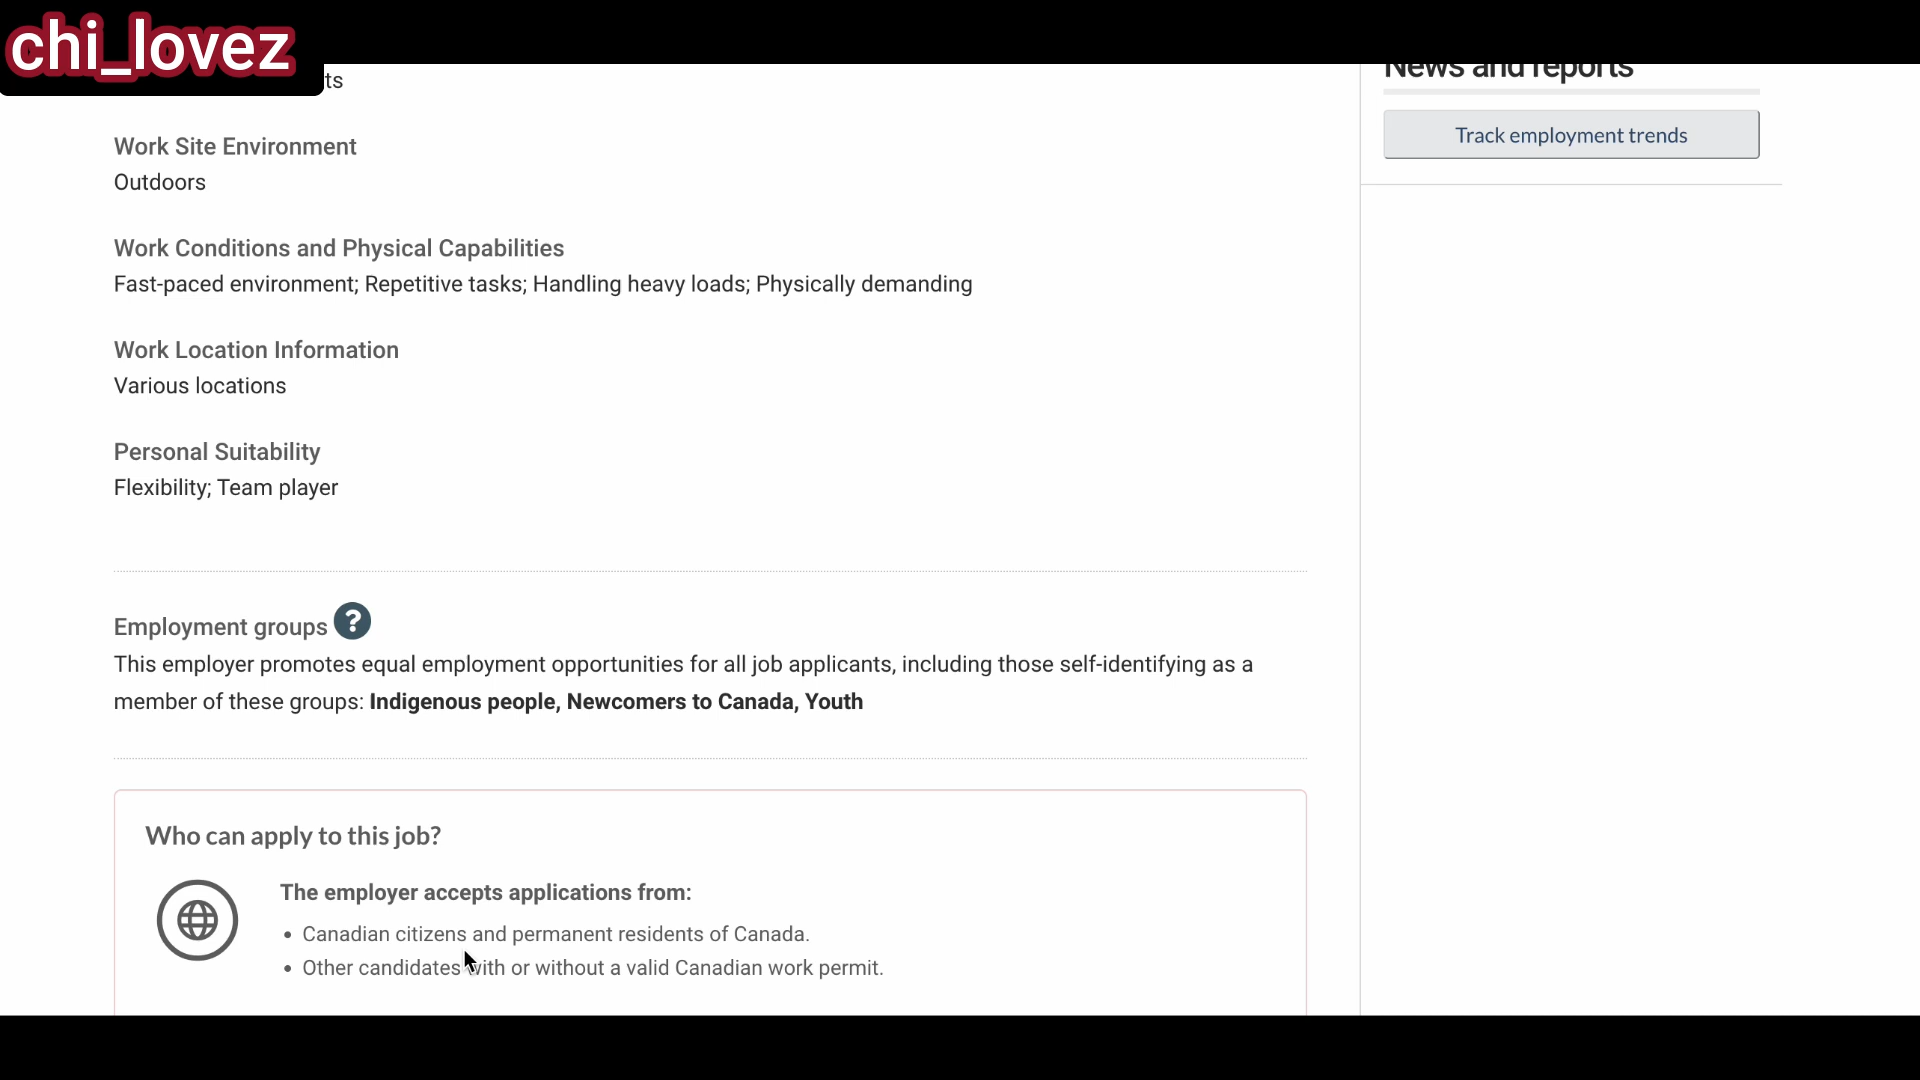 chi_lovez
ts
Work Site Environment
Outdoors
Work Conditions and Physical Capabilities
Fast-paced environment; Repetitive tasks; Handling heavy loads; Physically demanding
Work Location Information
Various locations
Personal Suitability
Flexibility; Team player
Employment groups ?
This employer promotes equal employment opportunities for all job applicants, including those self-identifying as a
member of these groups: Indigenous people, Newcomers to Canada, Youth
Who can apply to this job?
The employer accepts applications from:
• Canadian citizens and permanent residents of Canada.
• Other candidates with or without a valid Canadian work permit.
News and reports
Track employment trends